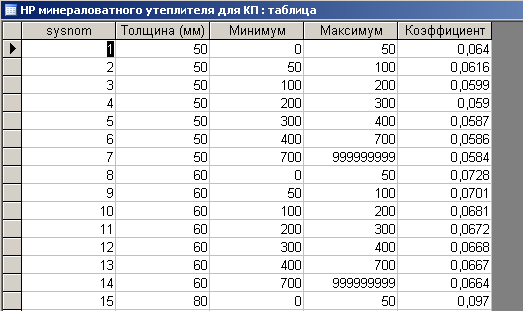 НР минераловатного утеплителя для КП : таблица
sysnom Толщина (мм) Минимум Максимум Коэффициент
1 50 0 50 0,064
2 50 50 100 0,0616
3 50 100 200 0,0599
4 50 200 300 0,059
5 50 300 400 0,0587
6 50 400 700 0,0586
7 50 700 999999999 0,0584
8 60 0 50 0,0728
9 60 50 100 0,0701
10 60 100 200 0,0681
11 60 200 300 0,0672
12 60 300 400 0,0668
13 60 400 700 0,0667
14 60 700 999999999 0,0664
15 80 0 50 0,097